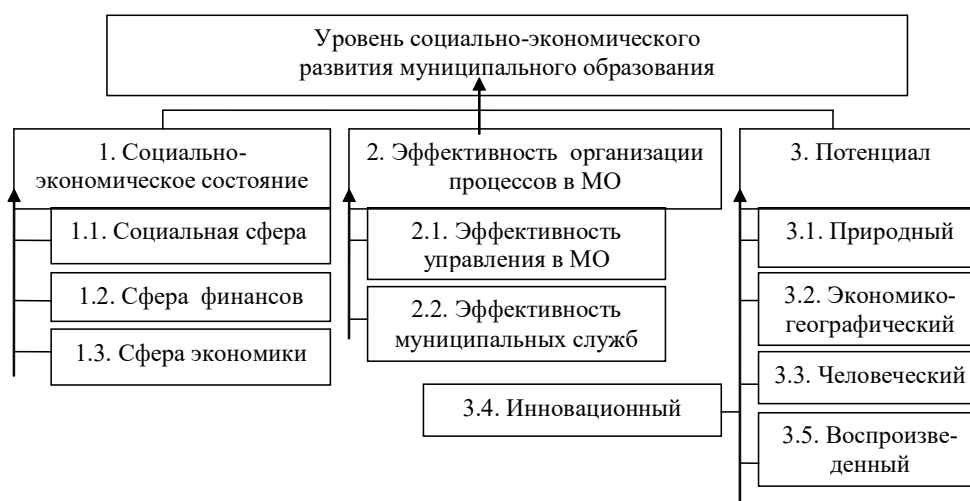 Уровень социально-экономического
развития муниципального образования
1. Социально-
экономическое состояние
1.1. Социальная сфера
1.2. Сфера финансов
1.3. Сфера экономики
2. Эффективность организации
процессов в МО
2.1. Эффективность
управления в МО
2.2. Эффективность
муниципальных служб
3. Потенциал
3.1. Природный
3.2. Экономико-
географический
3.3. Человеческий
3.4. Инновационный
3.5. Воспроизве-
денный